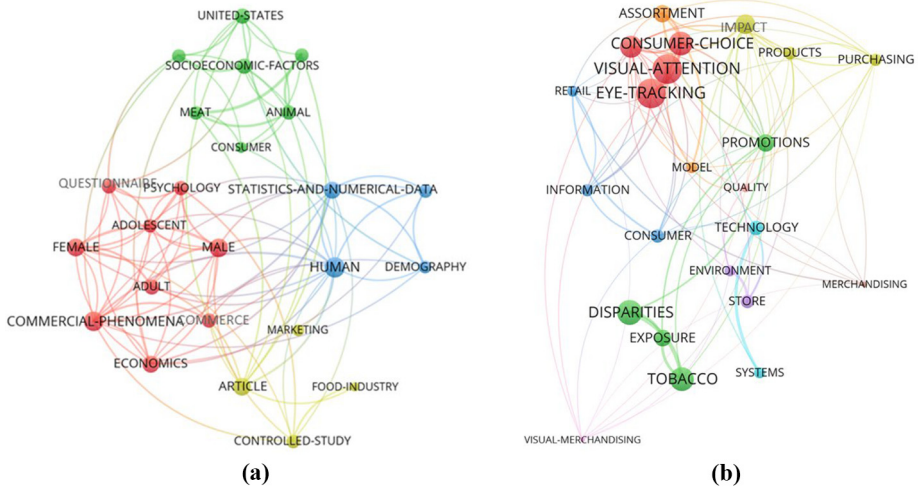 UNITED-STATES
SOCIOECONOMIC-FACTORS
MEAT
ANIMAL
CONSUMER
QUESTIONNAIRE
PSYCHOLOGY
STATISTICS-AND-NUMERICAL-DATA
ADOLESCENT
FEMALE
MALE
HUMAN
DEMOGRAPHY
ADULT
COMMERCIAL-PHENOMENA
COMMERCE
MARKETING
ECONOMICS
ARTICLE
FOOD-INDUSTRY
CONTROLLED-STUDY
(a)
ASSORTMENT
IMPACT
CONSUMER-CHOICE
PRODUCTS
PURCHASING
VISUAL-ATTENTION
RETAIL
EYE-TRACKING
PROMOTIONS
MODEL
INFORMATION
QUALITY
CONSUMER
TECHNOLOGY
ENVIRONMENT
MERCHANDISING
STORE
DISPARITIES
EXPOSURE
TOBACCO
SYSTEMS
VISUAL-MERCHANDISING
(b)